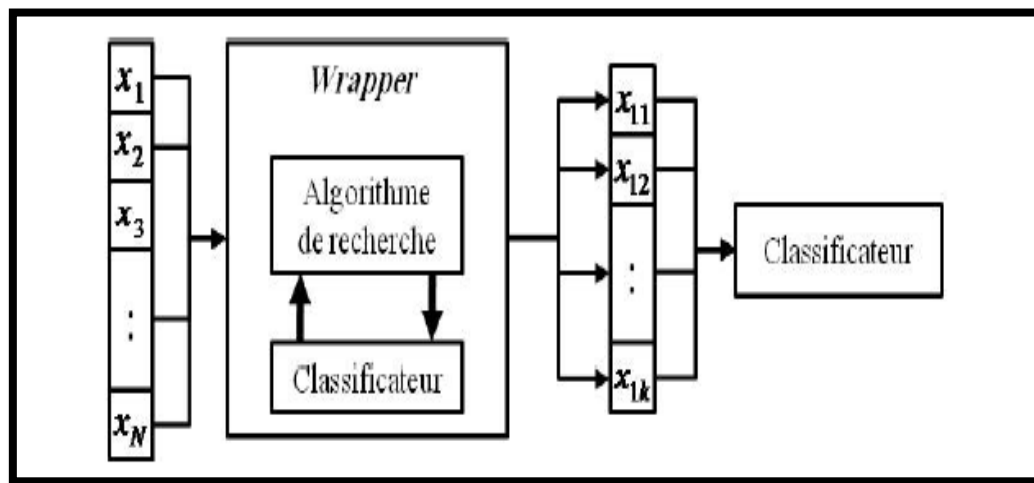 x1
x2
x3
:
xN
Wrapper
Algorithme
de recherche
Classificateur
x11
x12
:
x1k
Classificateur